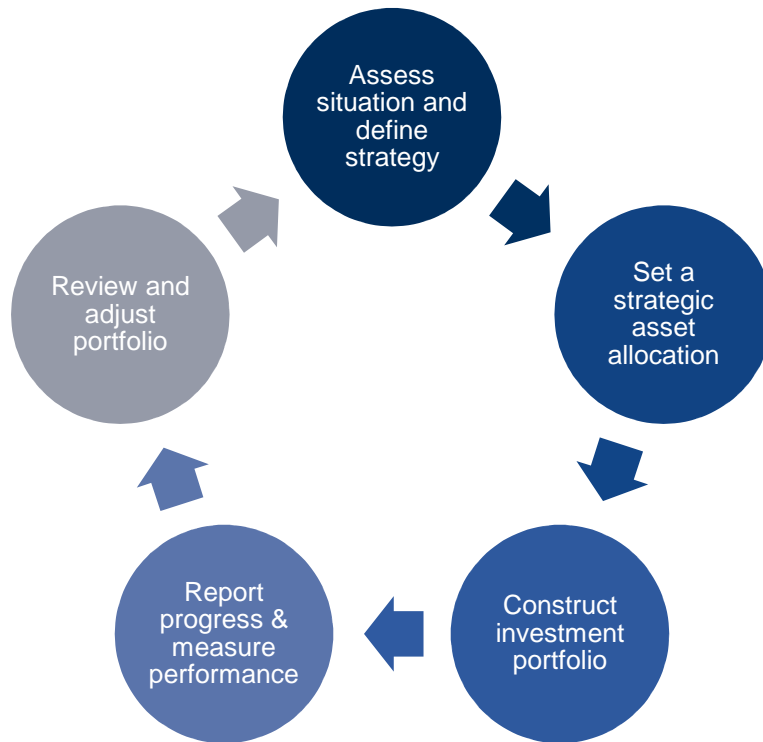 Assess
situation and
define
strategy
Set a
strategic
asset
allocation
Construct
investment
portfolio
Report
progress &
measure
performance
Review and
adjust
portfolio